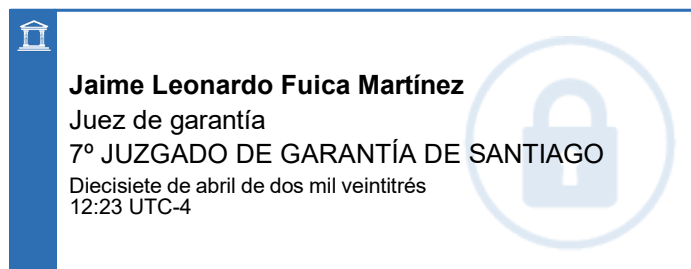 Jaime Leonardo Fuica Martínez
Juez de garantía
7º JUZGADO DE GARANTÍA DE SANTIAGO
Diecisiete de abril de dos mil veintitrés
12:23 UTC-4